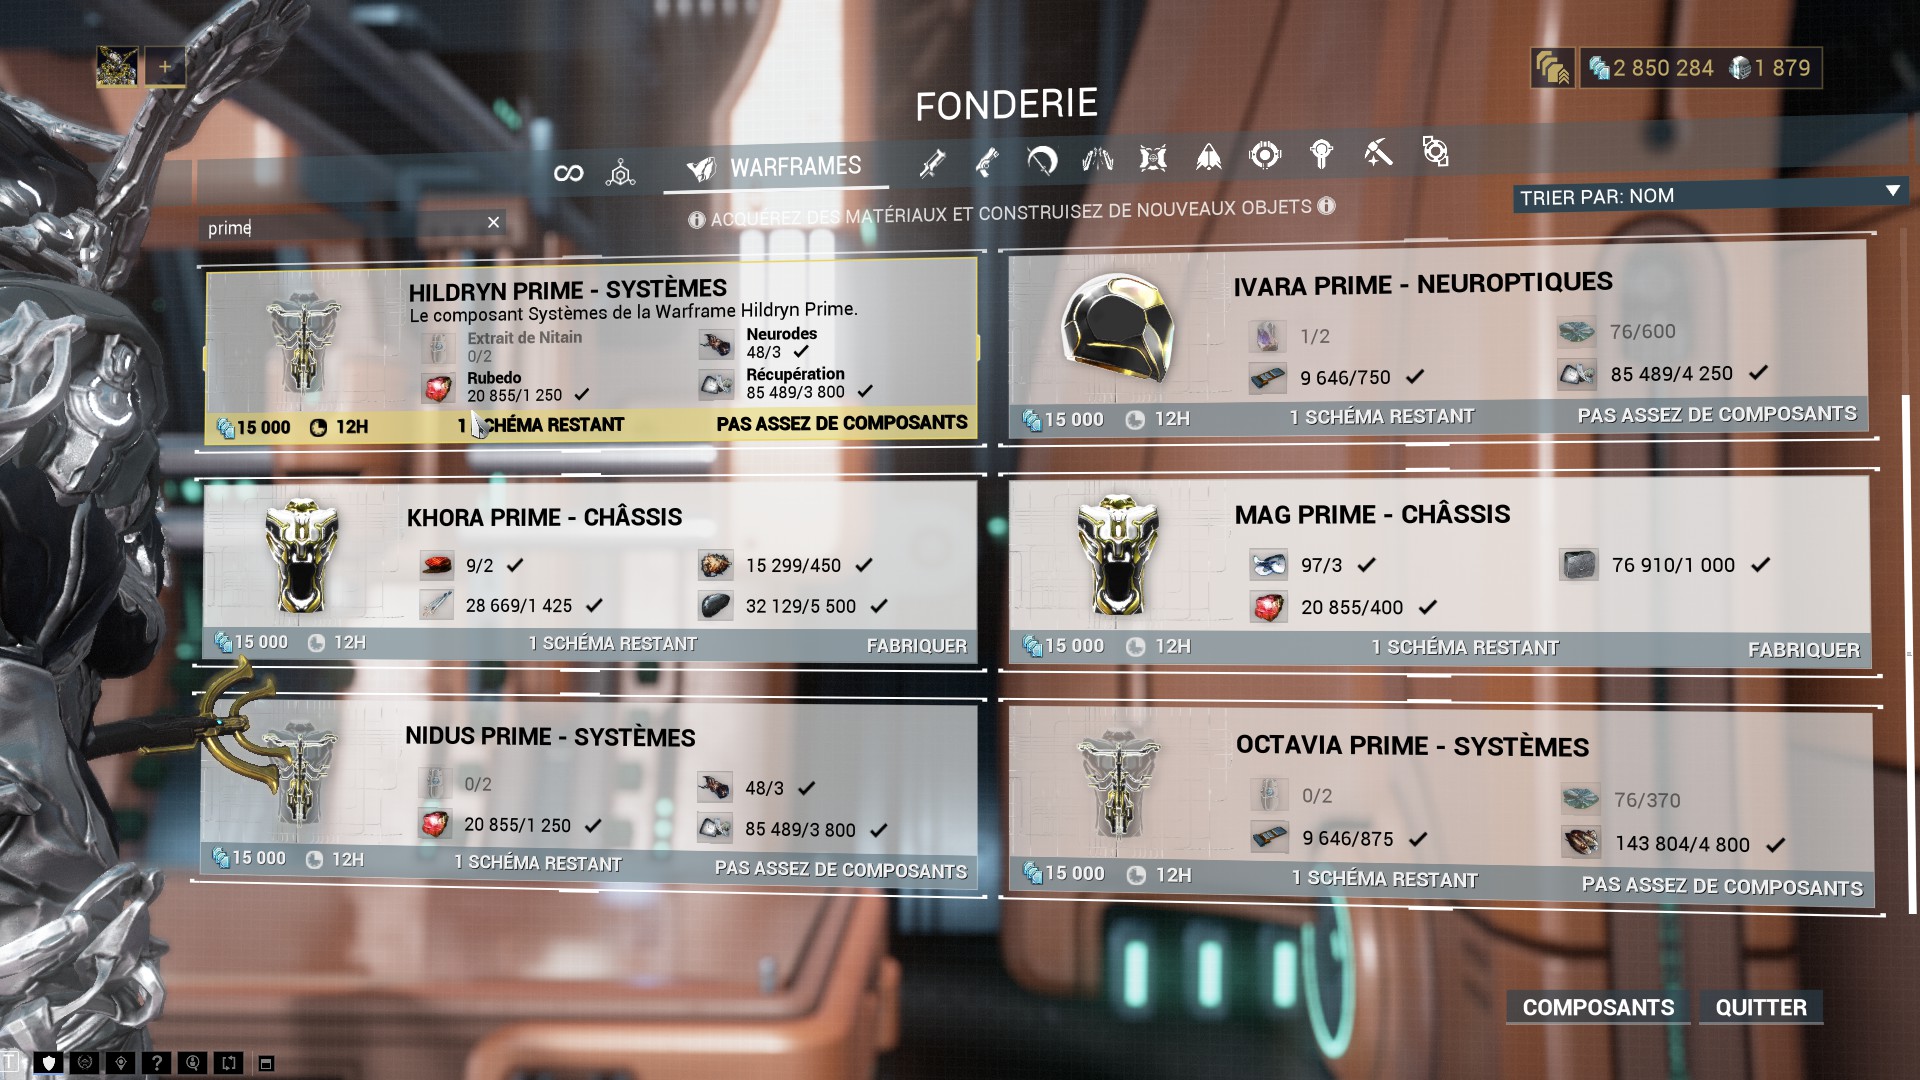 2 850 284 1 879
FONDERIE
WARFRAMES
ACQUÉREZ DES MATÉRIAUX ET CONSTRUISEZ DE NOUVEAUX OBJETS
TRIER PAR: NOM
prime
HILDRYN PRIME - SYSTÈMES
Le composant Systèmes de la Warframe Hildryn Prime.
Extrait de Nitain
0/2
Neurodes
48/3
Rubedo
20 855/1 250
Récupération
85 489/3 800
15 000 12H 1 SCHÉMA RESTANT PAS ASSEZ DE COMPOSANTS
IVARA PRIME - NEUROPTIQUES
1/2 76/600
9 646/750 85 489/4 250
15 000 12H 1 SCHÉMA RESTANT PAS ASSEZ DE COMPOSANTS
KHORA PRIME - CHÂSSIS
9/2 15 299/450
28 669/1 425 32 129/5 500
15 000 12H 1 SCHÉMA RESTANT FABRIQUER
MAG PRIME - CHÂSSIS
97/3 76 910/1 000
20 855/400
15 000 12H 1 SCHÉMA RESTANT FABRIQUER
NIDUS PRIME - SYSTÈMES
0/2 48/3
20 855/1 250 85 489/3 800
15 000 12H 1 SCHÉMA RESTANT PAS ASSEZ DE COMPOSANTS
OCTAVIA PRIME - SYSTÈMES
0/2 76/370
9 646/875 143 804/4 800
15 000 12H 1 SCHÉMA RESTANT PAS ASSEZ DE COMPOSANTS
COMPOSANTS QUITTER
T ?